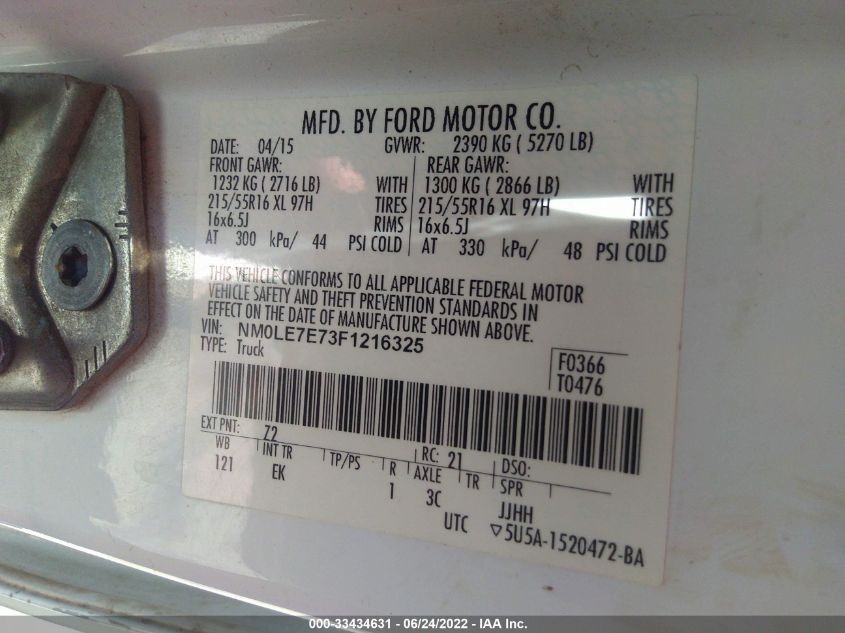 MFD. BY FORD MOTOR CO.
DATE: 04/15 GVWR: 2390 KG ( 5270 LB)
FRONT GAWR: REAR GAWR:
1232 KG ( 2716 LB) WITH 1300 KG ( 2866 LB) WITH
215/55R16 XL 97H TIRES 215/55R16 XL 97H TIRES
16x6.5J RIMS 16x6.5J RIMS
AT 300 kPa/ 44 PSI COLD AT 330 kPa/ 48 PSI COLD
THIS VEHICLE CONFORMS TO ALL APPLICABLE FEDERAL MOTOR
VEHICLE SAFETY AND THEFT PREVENTION STANDARDS IN
EFFECT ON THE DATE OF MANUFACTURE SHOWN ABOVE.
VIN: NM0LE7E73F1216325
TYPE: Truck
F0366
T0476
EXT PNT: Z2 RC: 21 DSO:
WB INT TR TP/PS R AXLE TR SPR
121 EK 1 3C JJHH
UTC ▽5U5A-1520472-BA
000-33434631 - 06/24/2022 - IAA Inc.